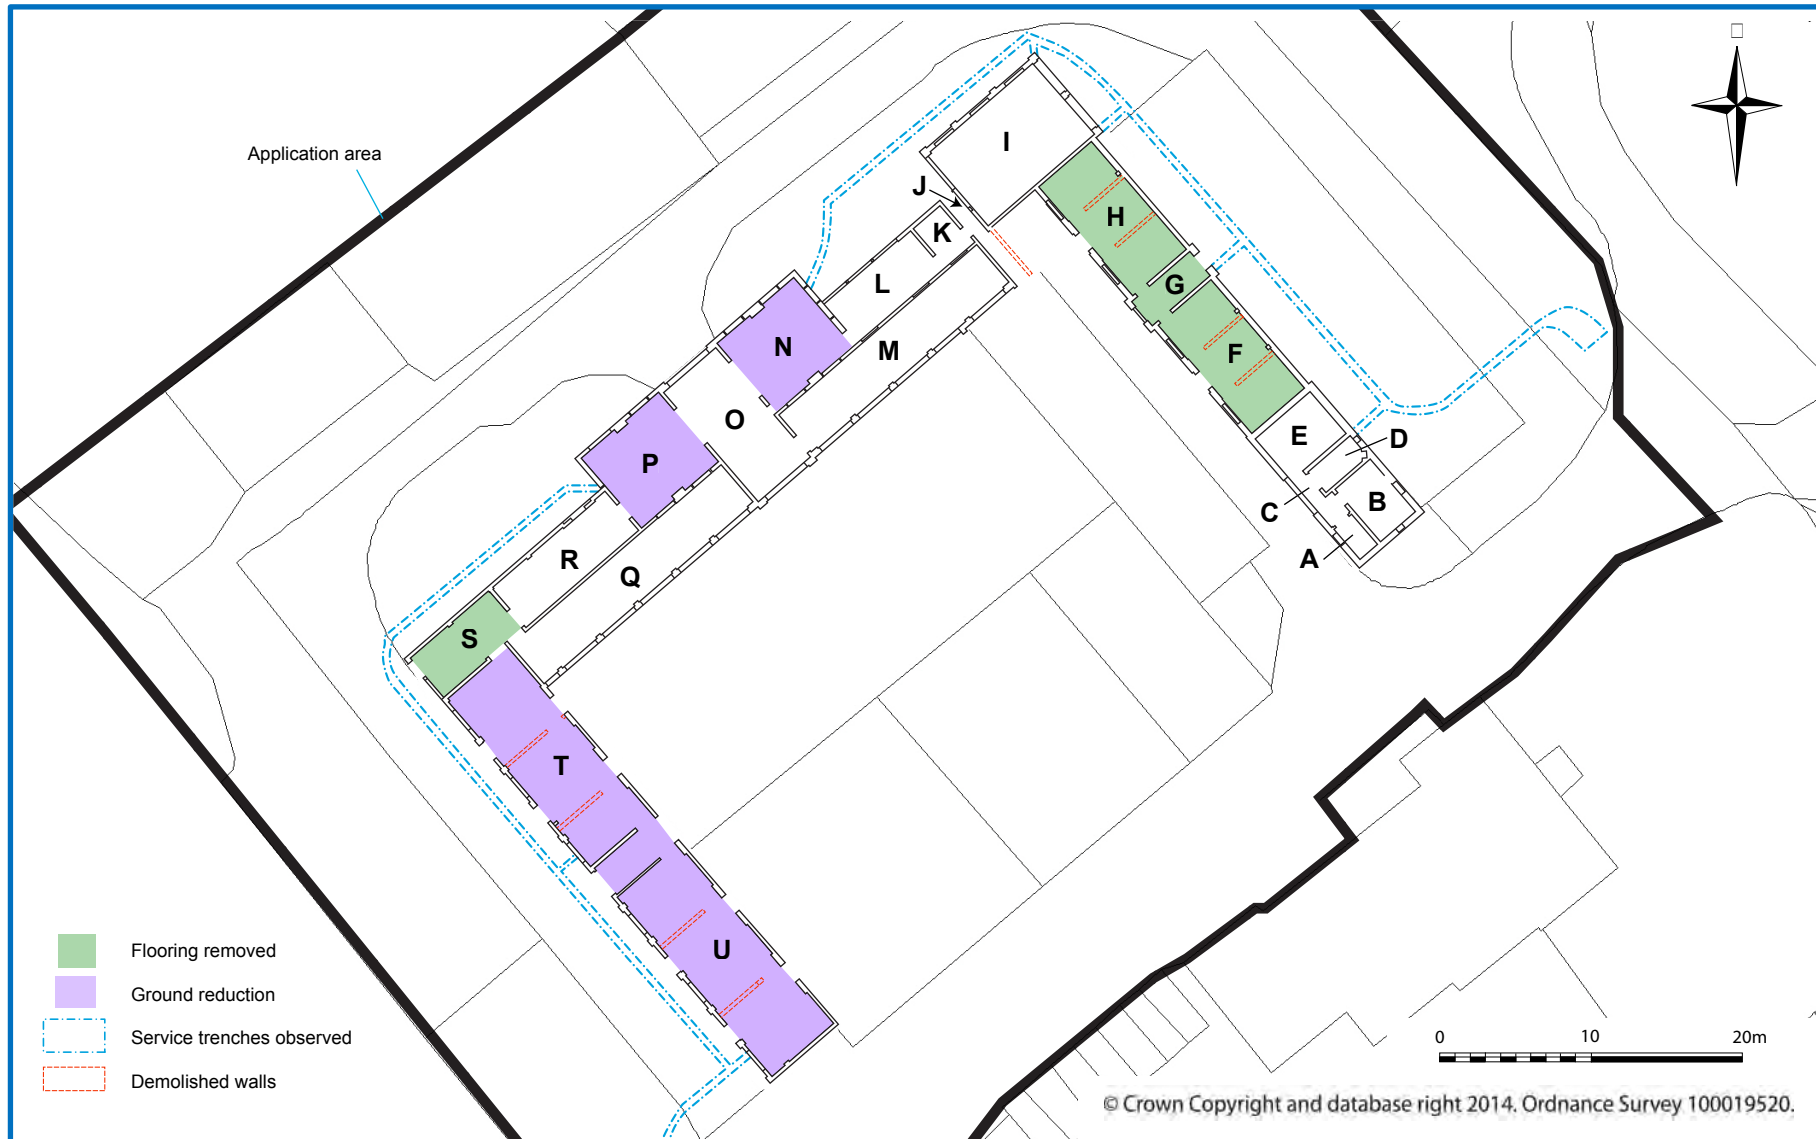 Application area
I
J
K
H
L
G
N
M
F
O
E
D
P
B
C
A
R
Q
S
T
U
Flooring removed
Ground reduction
Service trenches observed
Demolished walls
0 10 20m
© Crown Copyright and database right 2014. Ordnance Survey 100019520.